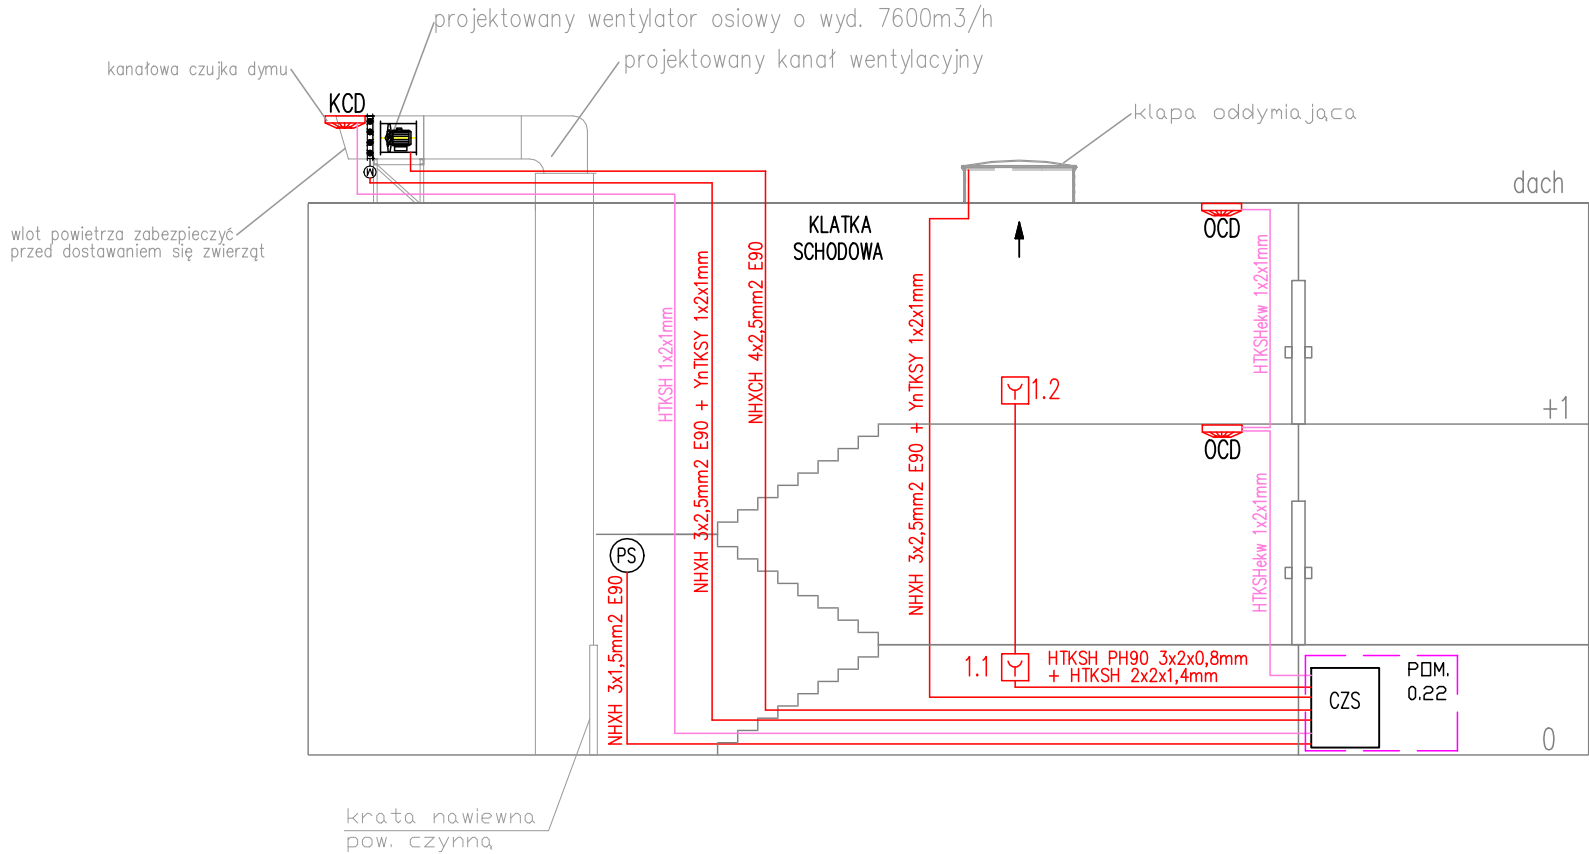 projektowany wentylator osiowy o wyd. 7600m3/h
projektowany kanał wentylacyjny
kanałowa czujka dymu
KCD
klapa oddymiająca
M
dach
wlot powietrza zabezpieczyć
przed dostawaniem się zwierząt
KLATKA
SCHODOWA
OCD
HTKSH 1x2x1mm
NHXH 3x2,5mm2 E90 + YnTKSY 1x2x1mm
NHXCH 4x2,5mm2 E90
NHXH 3x2,5mm2 E90 + YnTKSY 1x2x1mm
HTKSHekw 1x2x1mm
1.2
+1
OCD
HTKSHekw 1x2x1mm
PS
NHXH 3x1,5mm2 E90
1.1
HTKSH PH90 3x2x0,8mm
+ HTKSH 2x2x1,4mm
CZS
POM.
0.22
0
krata nawiewna
pow. czynną